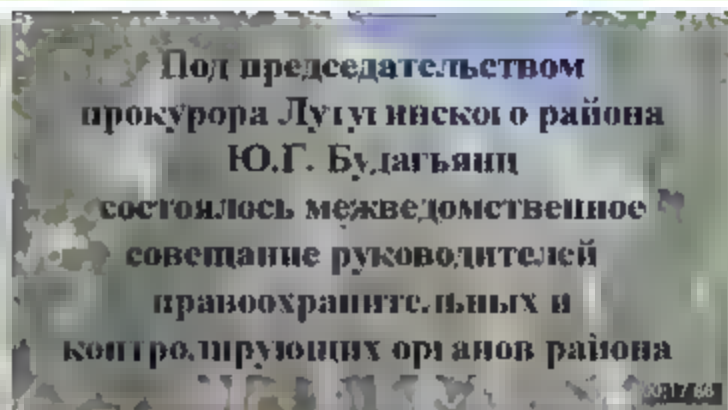 Под председательством
прокурора Лутугинского района
Ю.Г. Будагьянц
состоялось межведомственное
совещание руководителей
правоохранительных и
контролирующих органов района